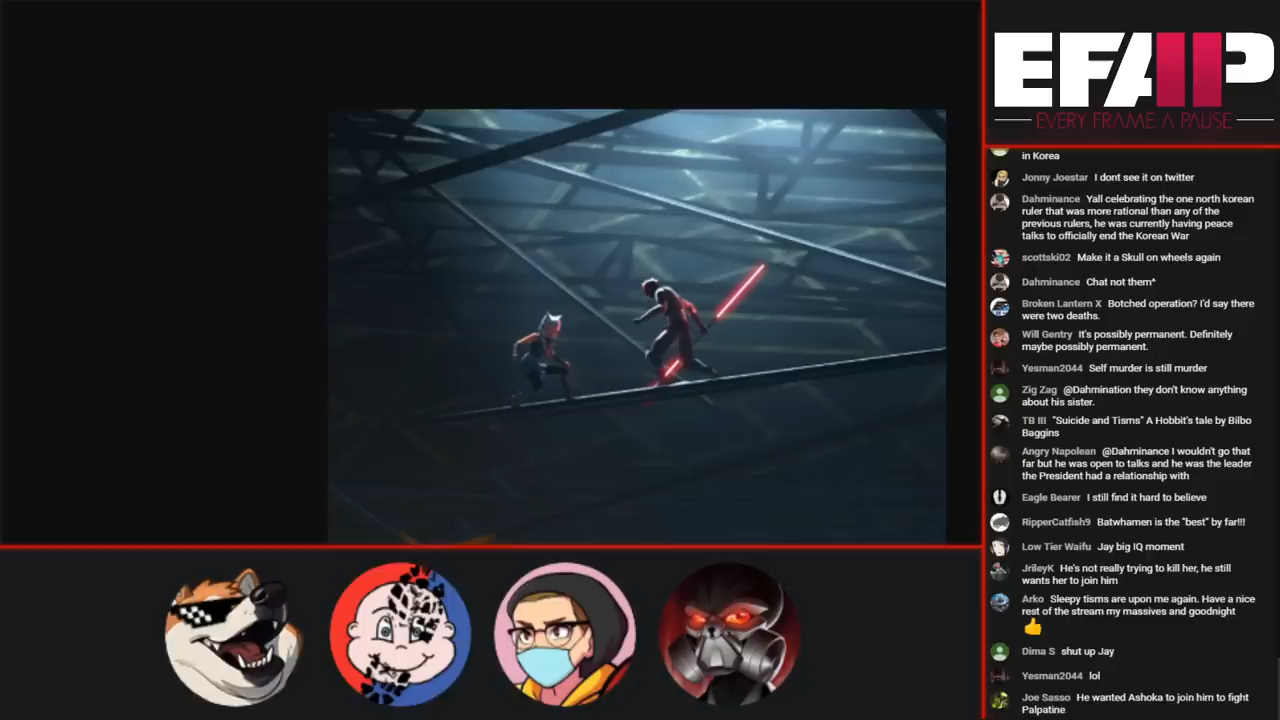 EFAP
EVERY FRAME A PAUSE
in Korea
Jonny Joestar I dont see it on twitter
Dahminance Yall celebrating the one north korean
ruler that was more rational than any of the
previous rulers, he was currently having peace
talks to officially end the Korean War
scottski02 Make it a Skull on wheels again
Dahminance Chat not them^
Broken Lantern X Botched operation? I'd say there
were two deaths.
Will Gentry It's possibly permanent. Definitely
maybe possibly permanent.
Yesman2044 Self murder is still murder
Zig Zag @Dahmination they don't know anything
about his sister.
TB III "Suicide and Tisms" A Hobbit's tale by Bilbo
Baggins
Angry Napolean @Dahminance I wouldn't go that
far but he was open to talks and he was the leader
the President had a relationship with
Eagle Bearer I still find it hard to believe
RipperCatfish9 Batwhamen is the "best" by far!!!
Low Tier Waifu Jay big IQ moment
JrileyK He's not really trying to kill her, he still
wants her to join him
Arko Sleepy tisms are upon me again. Have a nice
rest of the stream my massives and goodnight
👍
Dima S shut up Jay
Yesman2044 lol
Joe Sasso He wanted Ashoka to join him to fight
Palpatine